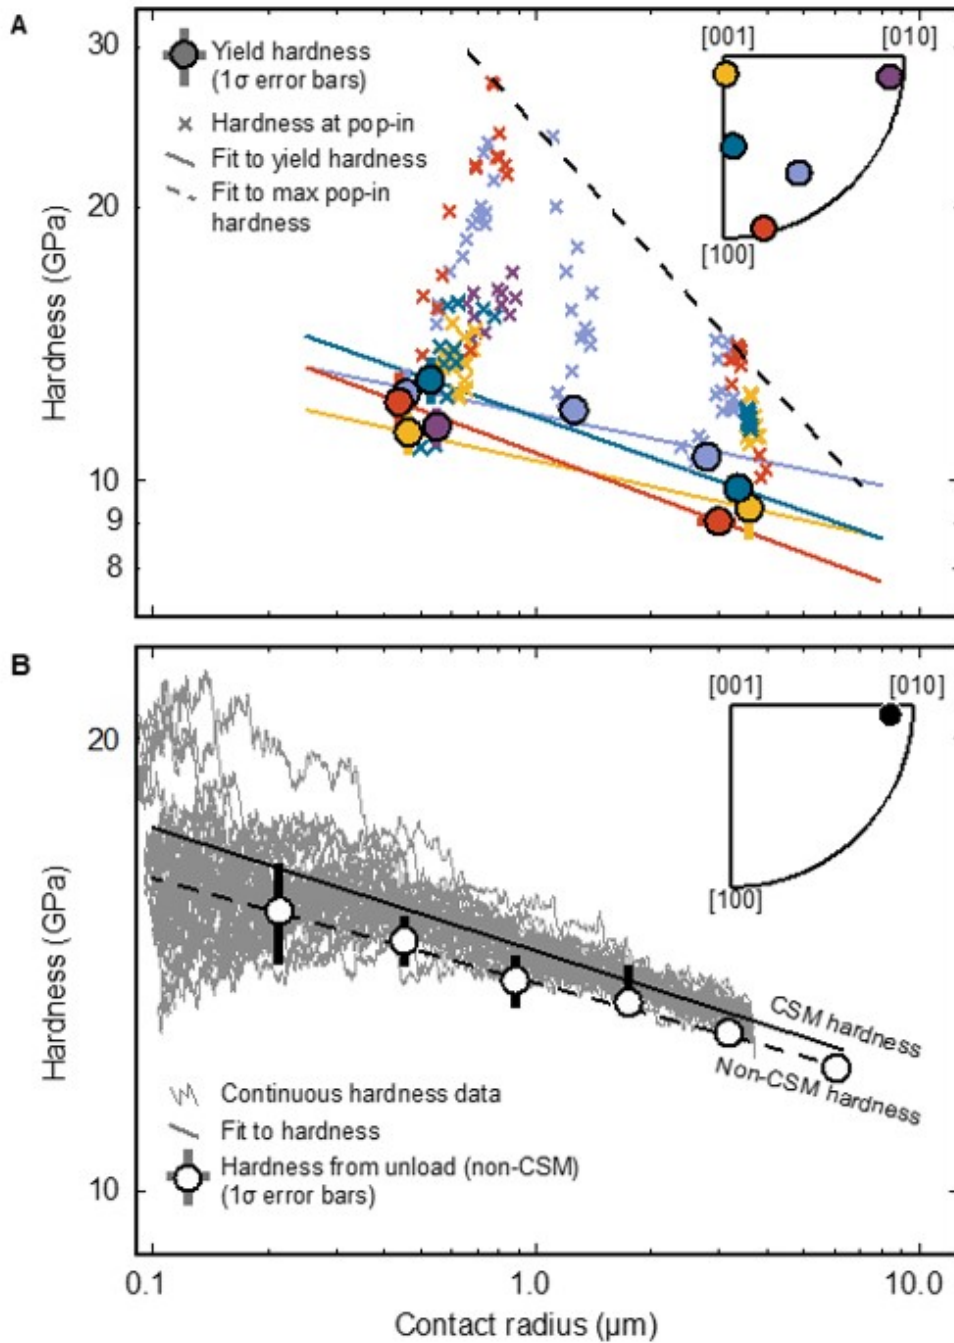 A
30
20
10
9
8
Hardness (GPa)
Yield hardness
(1σ error bars)
Hardness at pop-in
Fit to yield hardness
Fit to max pop-in
hardness
[001]
[010]
[100]
B
20
10
Hardness (GPa)
[001]
[010]
[100]
CSM hardness
Non-CSM hardness
Continuous hardness data
Fit to hardness
Hardness from unload (non-CSM)
(1σ error bars)
0.1
1.0
10.0
Contact radius (μm)